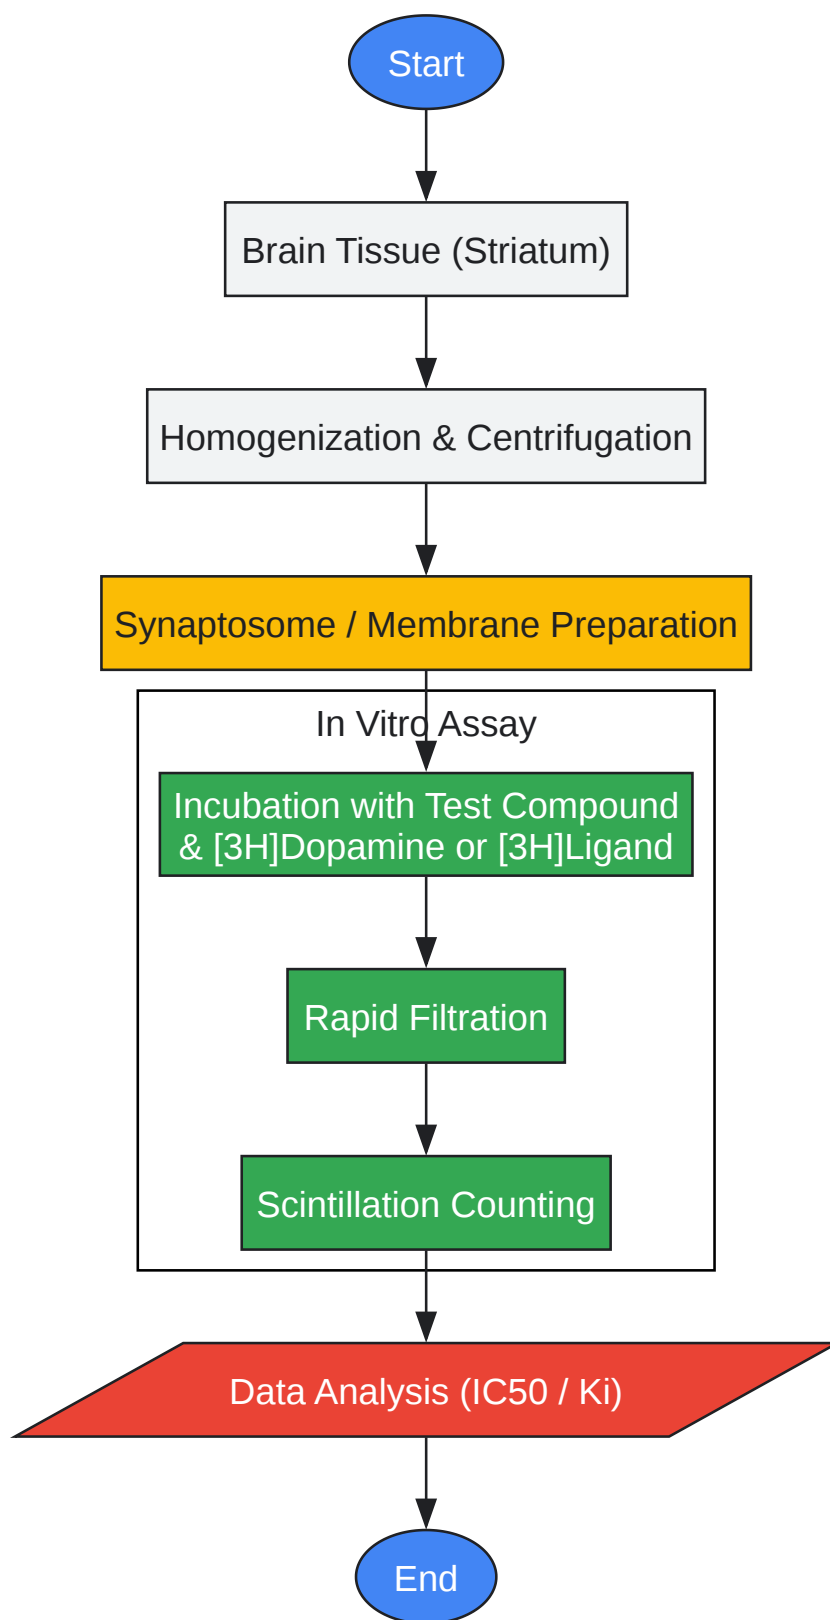 Start
Brain Tissue (Striatum)
Homogenization & Centrifugation
Synaptosome / Membrane Preparation
In Vitro Assay
Incubation with Test Compound
& [3H]Dopamine or [3H]Ligand
Rapid Filtration
Scintillation Counting
Data Analysis (IC50 / Ki)
End